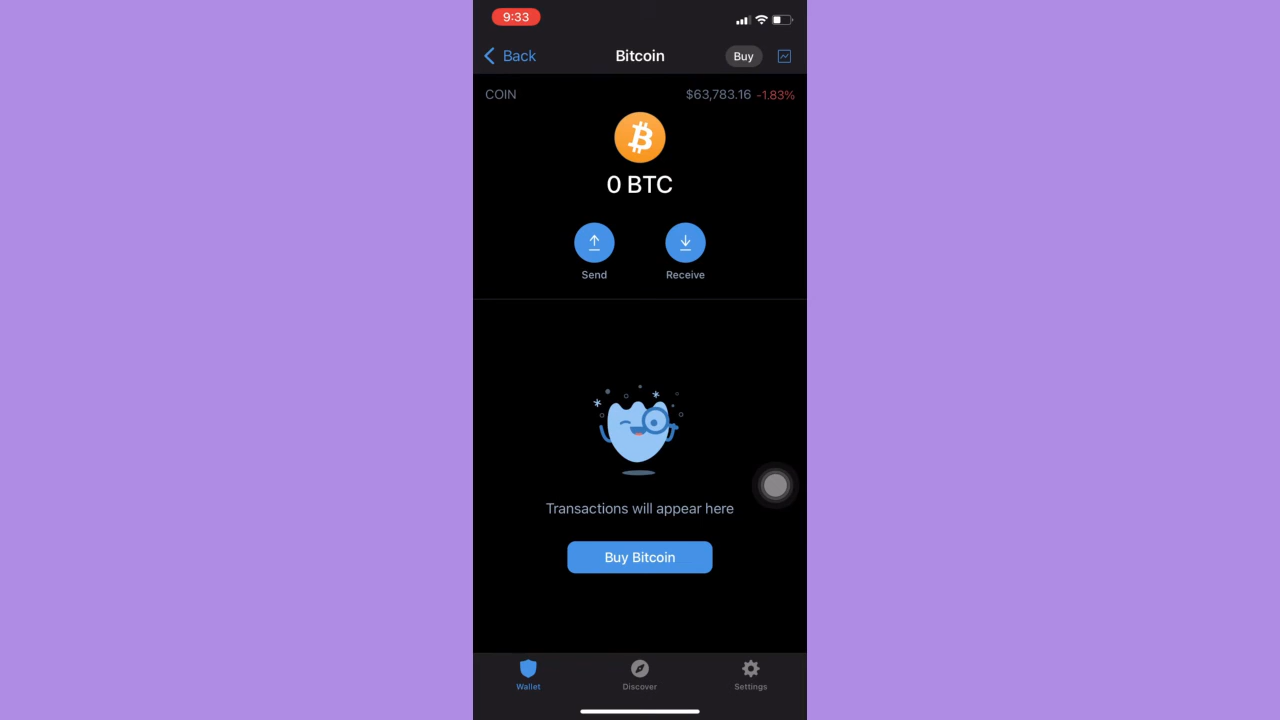 9:33
Back
Bitcoin
Buy
COIN
$63,783.16 -1.83%
0 BTC
Send
Receive
Transactions will appear here
Buy Bitcoin
Wallet
Discover
Settings